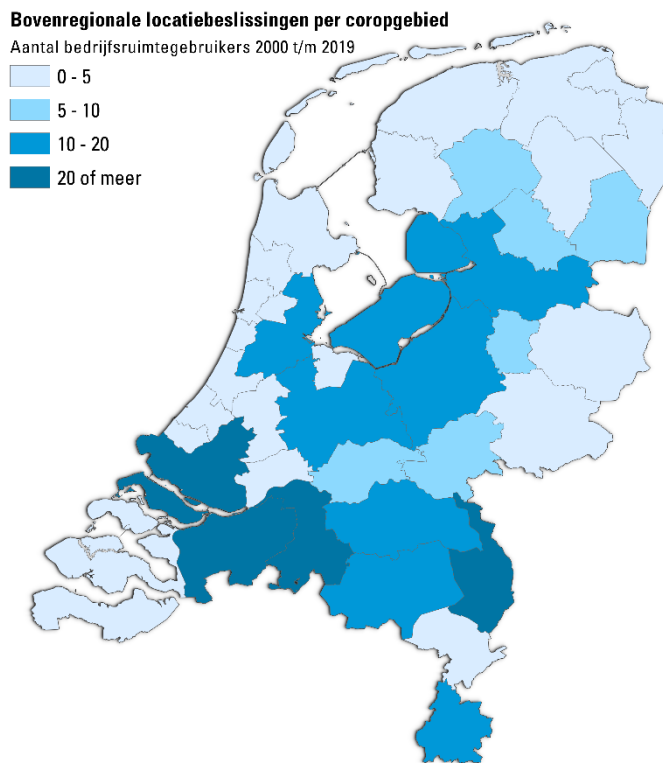 Bovenregionale locatiebeslissingen per coropgebied
Aantal bedrijfsruimtegebruikers 2000 t/m 2019
0 - 5
5 - 10
10 - 20
20 of meer